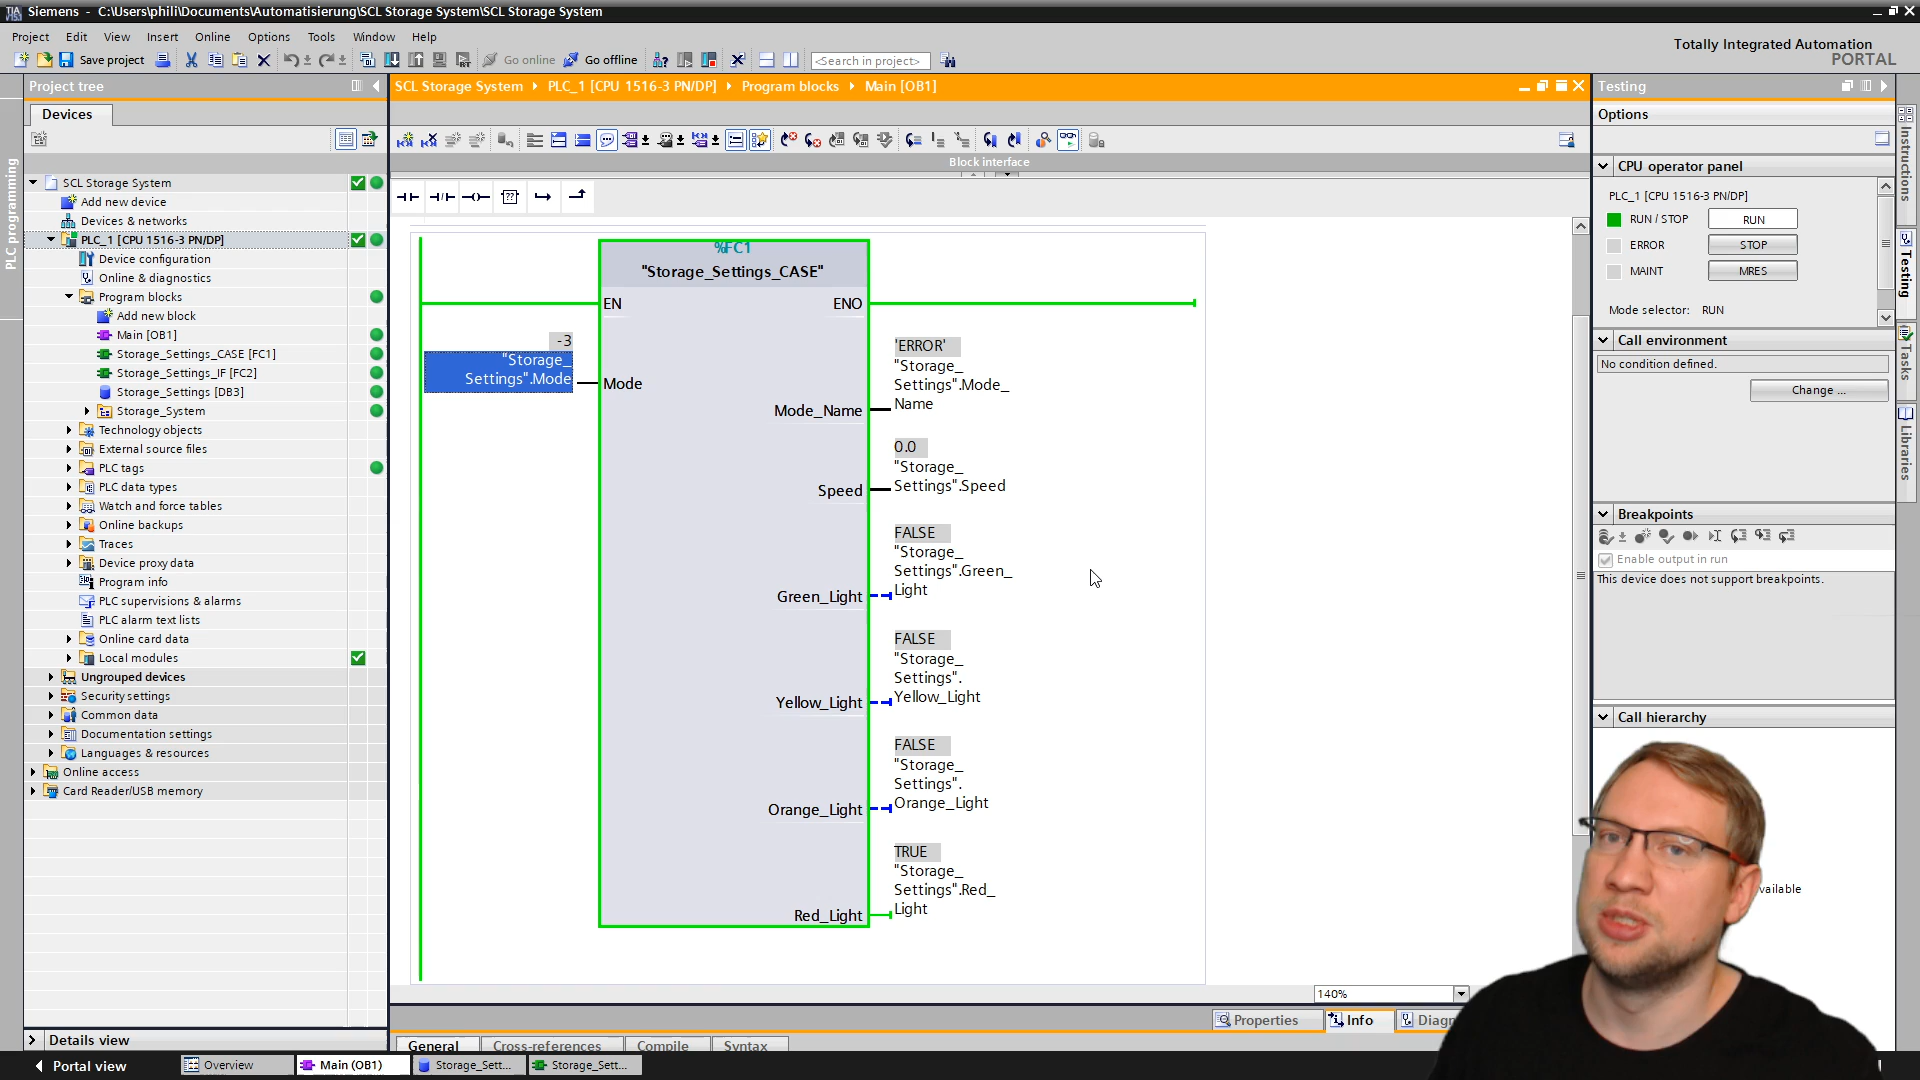 Siemens - C:\Users\phili\Documents\Automatisierung\SCL Storage System\SCL Storage System
Project Edit View Insert Online Options Tools Window Help
Totally Integrated Automation
PORTAL
Save project
Go online
Go offline
<Search in project>
Project tree
SCL Storage System
PLC_1 [CPU 1516-3 PN/DP]
Program blocks
Main [OB1]
Testing
Devices
Options
PLC programming
Block interface
SCL Storage System
Add new device
Devices & networks
PLC_1 [CPU 1516-3 PN/DP]
Device configuration
Online & diagnostics
Program blocks
Add new block
Main [OB1]
Storage_Settings_CASE [FC1]
Storage_Settings_IF [FC2]
Storage_Settings [DB3]
Storage_System
Technology objects
External source files
PLC tags
PLC data types
Watch and force tables
Online backups
Traces
Device proxy data
Program info
PLC supervisions & alarms
PLC alarm text lists
Online card data
Local modules
Ungrouped devices
Security settings
Common data
Documentation settings
Languages & resources
Online access
Card Reader/USB memory
Details view
%FC1
"Storage_Settings_CASE"
EN
ENO
-3
"Storage_
Settings".Mode
Mode
'ERROR'
"Storage_
Settings".Mode_
Name
Mode_Name
0.0
"Storage_
Settings".Speed
Speed
FALSE
"Storage_
Settings".Green_
Light
Green_Light
FALSE
"Storage_
Settings".
Yellow_Light
Yellow_Light
FALSE
"Storage_
Settings".
Orange_Light
Orange_Light
TRUE
"Storage_
Settings".Red_
Light
Red_Light
140%
Properties
Info
Diagn
General
Cross-references
Compile
Syntax
CPU operator panel
PLC_1 [CPU 1516-3 PN/DP]
RUN / STOP
RUN
ERROR
STOP
MAINT
MRES
Mode selector: RUN
Call environment
No condition defined.
Change ...
Breakpoints
Enable output in run
This device does not support breakpoints.
Call hierarchy
vailable
Instructions
Testing
Tasks
Libraries
Portal view
Overview
Main (OB1)
Storage_Sett...
Storage_Sett...